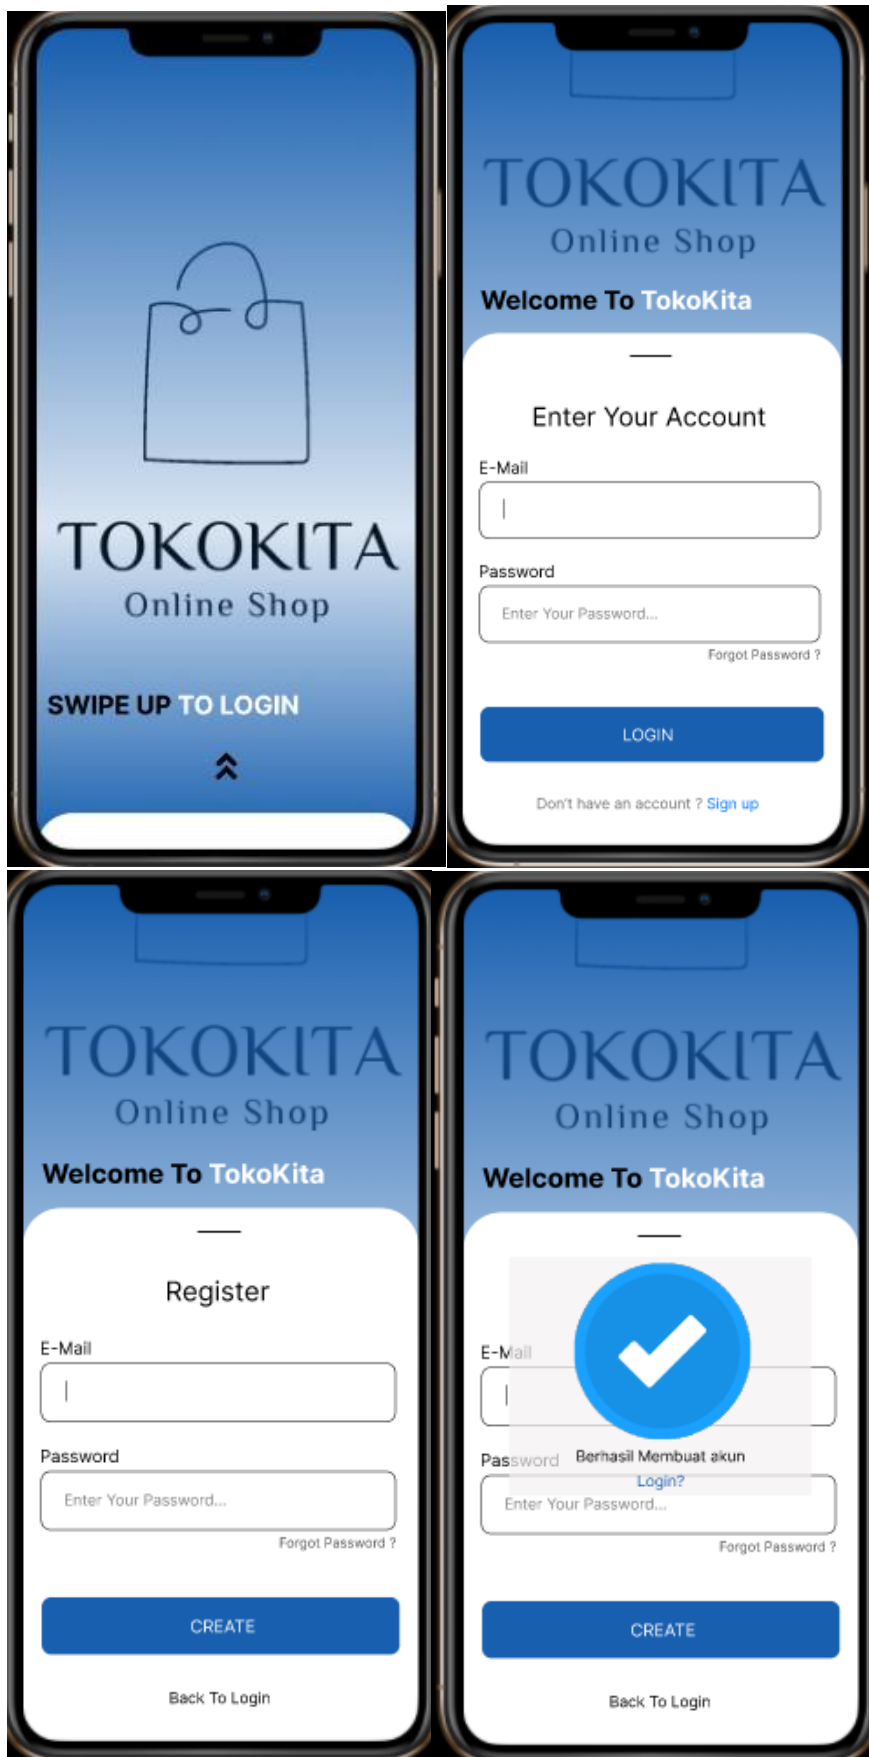 TOKOKITA
Online Shop
SWIPE UP TO LOGIN
TOKOKITA
Online Shop
Welcome To TokoKita
Enter Your Account
E-Mail
Password
Enter Your Password...
Forgot Password ?
LOGIN
Don't have an account ? Sign up
TOKOKITA
Online Shop
Welcome To TokoKita
Register
E-Mail
Password
Enter Your Password...
Forgot Password ?
CREATE
Back To Login
TOKOKITA
Online Shop
Welcome To TokoKita
E-Mail
Password
Berhasil Membuat akun
Login?
Enter Your Password...
Forgot Password ?
CREATE
Back To Login